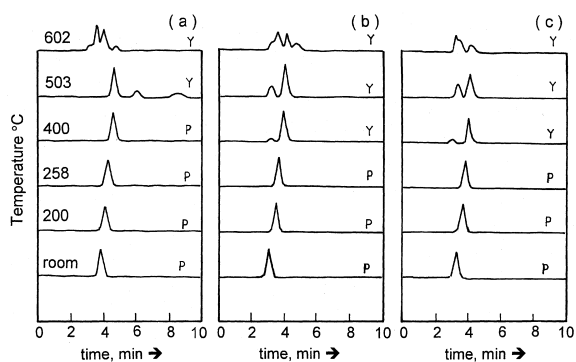 (a) (b) (c)
602 Y Y Y
503 Y Y Y
400 P Y Y
258 P P P
200 P P P
room P P P
Temperature °C
0 2 4 6 8 10 0 2 4 6 8 10 0 2 4 6 8 10
time, min → time, min → time, min →